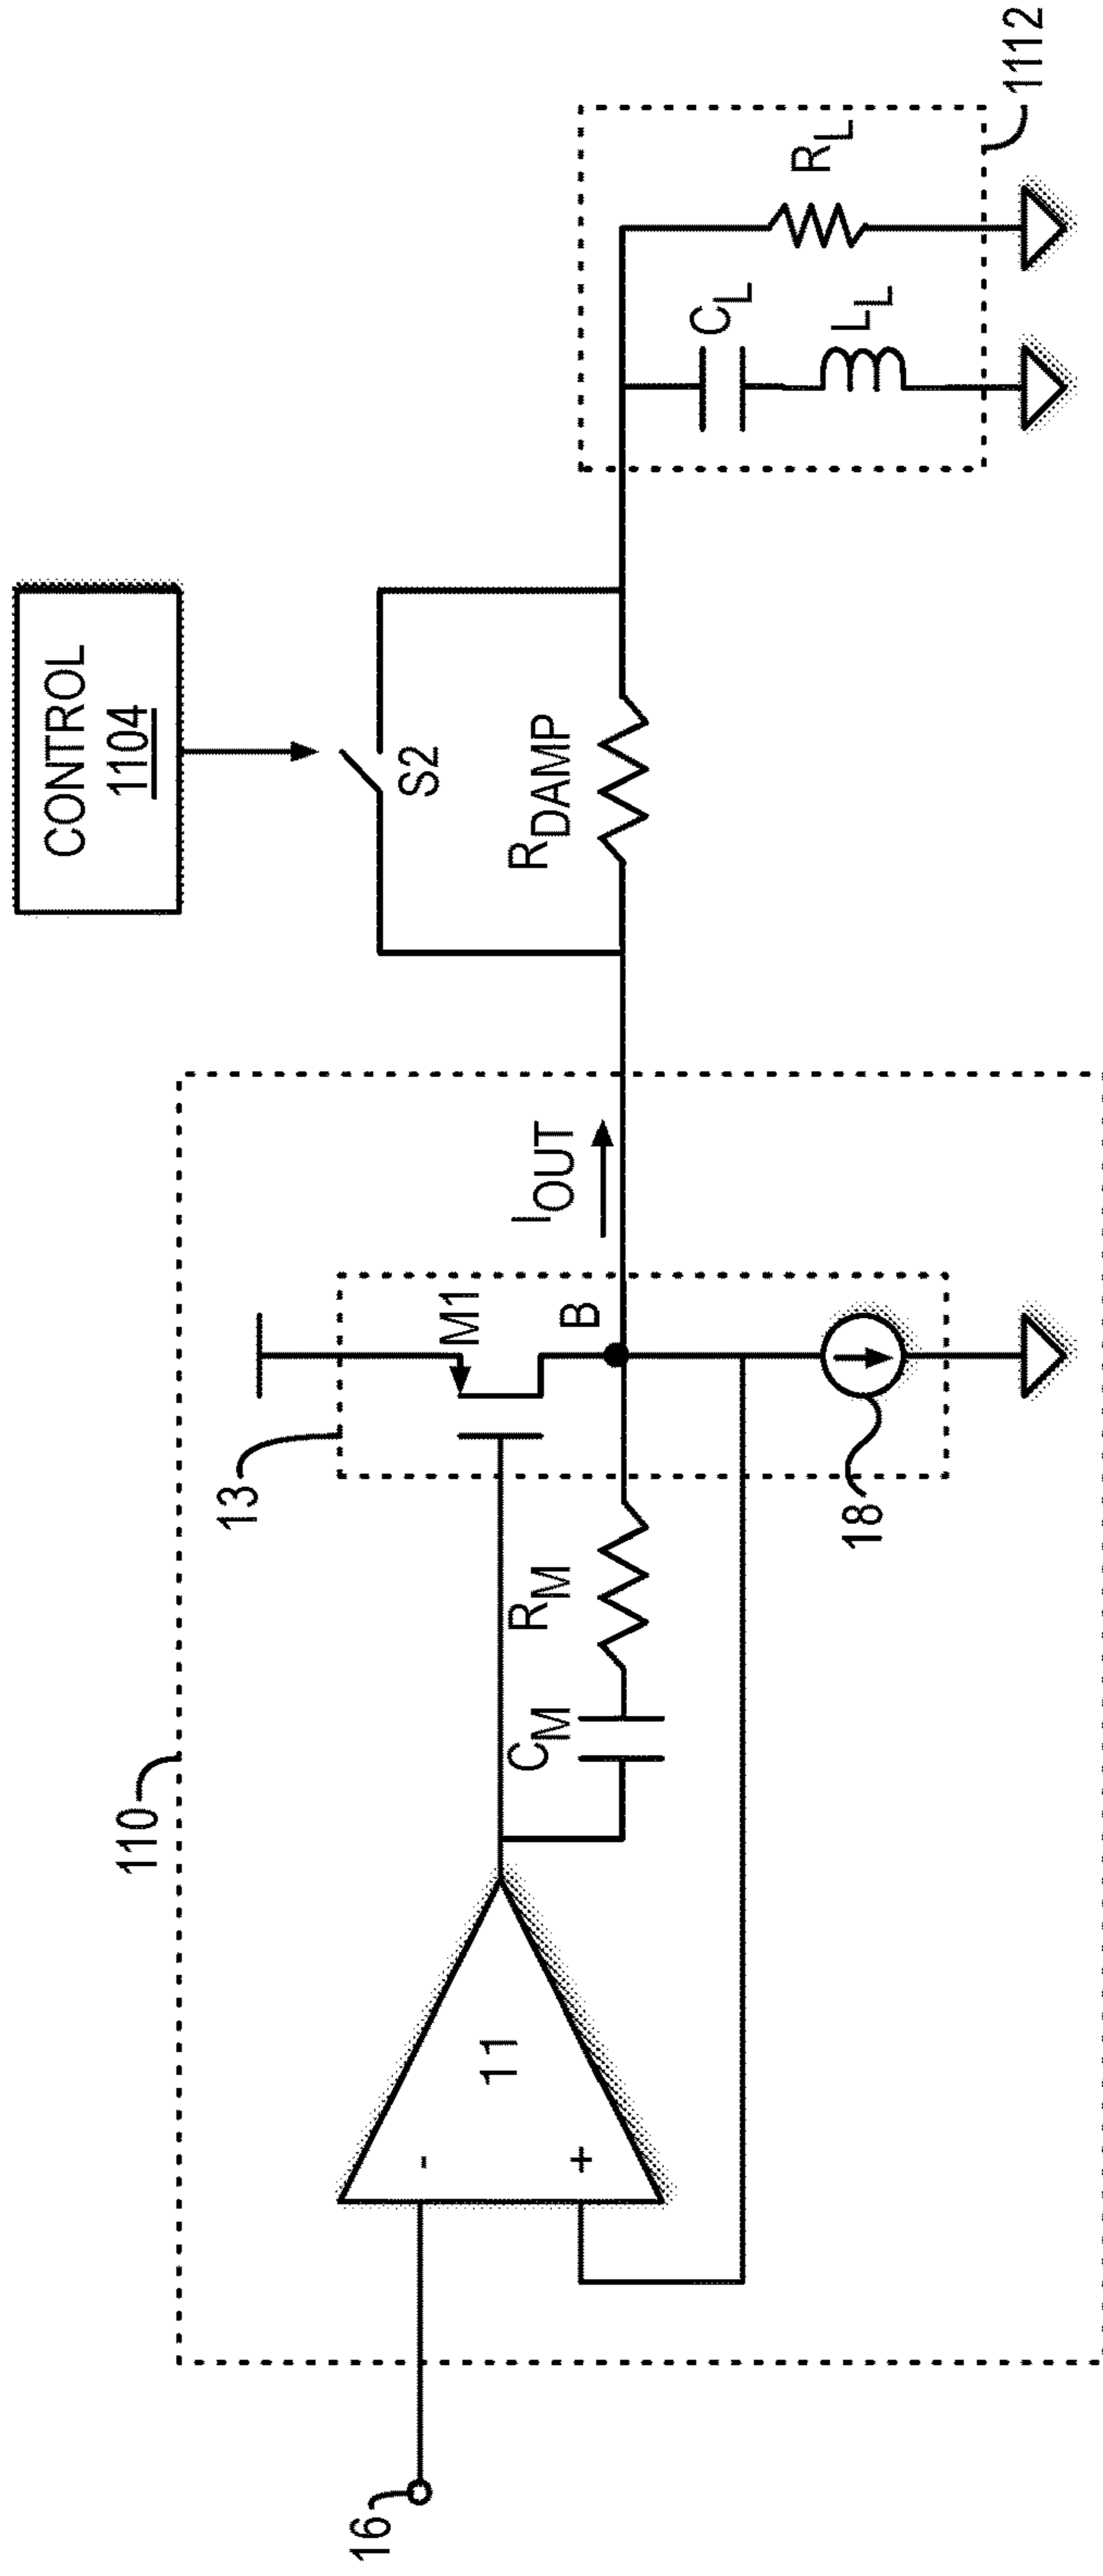 CONTROL
1104
S2
R_DAMP
110
13
M1
B
I_OUT
C_M
R_M
11
-
+
16
18
C_L
L_L
R_L
1112